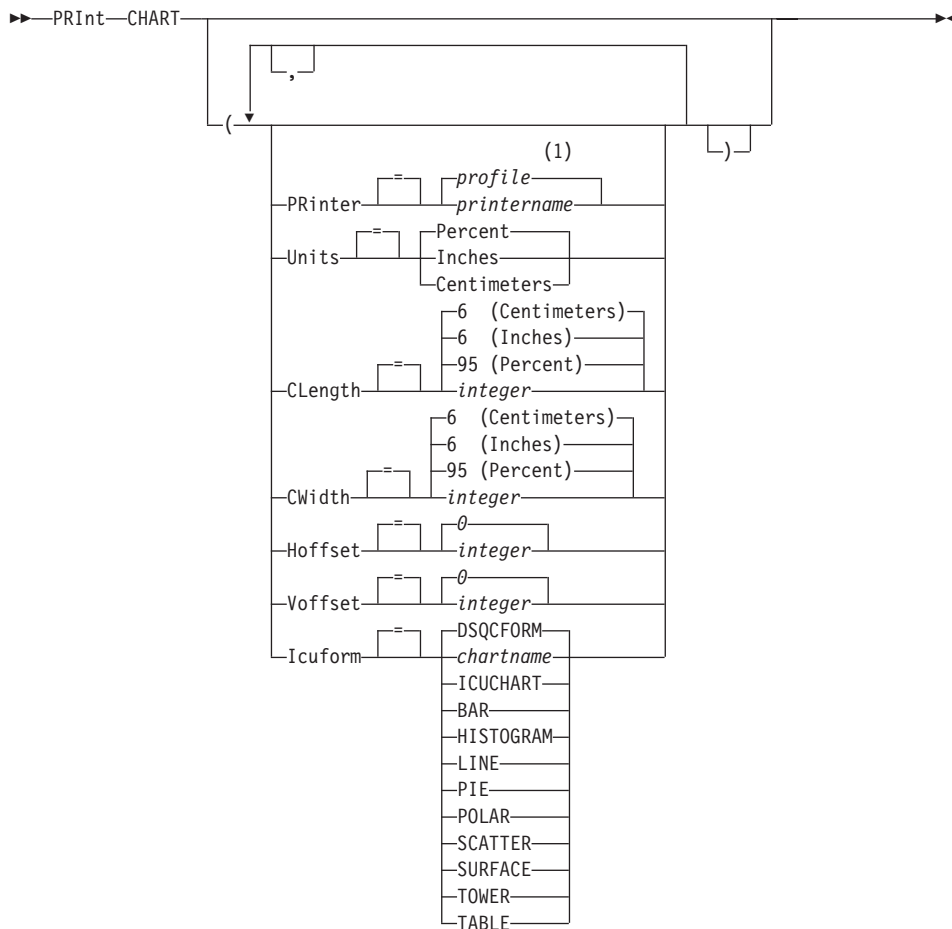 PRInt CHART
,
(
)
(1)
= profile
PRinter printername
= Percent
Units Inches
Centimeters
6 (Centimeters)
6 (Inches)
= 95 (Percent)
CLength integer
6 (Centimeters)
6 (Inches)
= 95 (Percent)
CWidth integer
= 0
Hoffset integer
= 0
Voffset integer
= DSQCFORM
Icuform chartname
ICUCHART
BAR
HISTOGRAM
LINE
PIE
POLAR
SCATTER
SURFACE
TOWER
TABLE